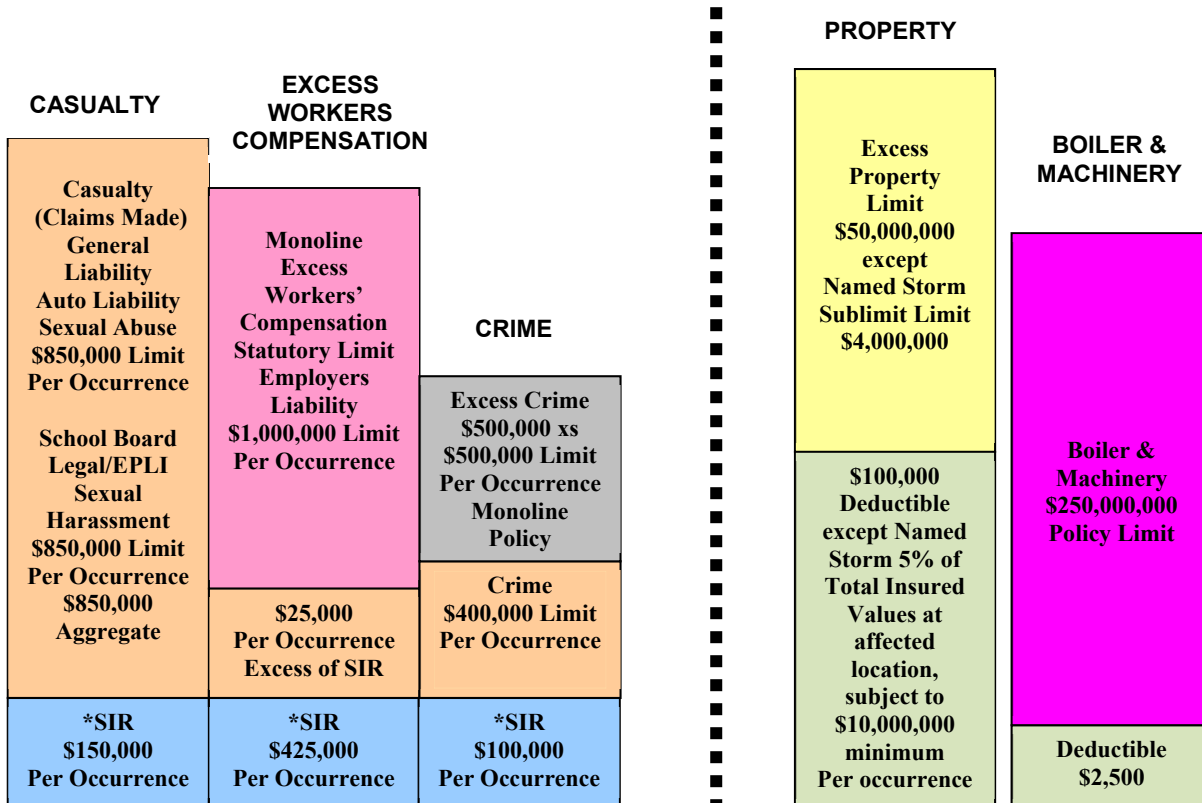 CASUALTY
Casualty
(Claims Made)
General
Liability
Auto Liability
Sexual Abuse
$850,000 Limit
Per Occurrence
School Board
Legal/EPLI
Sexual
Harassment
$850,000 Limit
Per Occurrence
$850,000
Aggregate
*SIR
$150,000
Per Occurrence
EXCESS
WORKERS
COMPENSATION
Monoline
Excess
Workers’
Compensation
Statutory Limit
Employers
Liability
$1,000,000 Limit
Per Occurrence
$25,000
Per Occurrence
Excess of SIR
*SIR
$425,000
Per Occurrence
CRIME
Excess Crime
$500,000 xs
$500,000 Limit
Per Occurrence
Monoline
Policy
Crime
$400,000 Limit
Per Occurrence
*SIR
$100,000
Per Occurrence
PROPERTY
Excess
Property
Limit
$50,000,000
except
Named Storm
Sublimit Limit
$4,000,000
$100,000
Deductible
except Named
Storm 5% of
Total Insured
Values at
affected
location,
subject to
$10,000,000
minimum
Per occurrence
BOILER &
MACHINERY
Boiler &
Machinery
$250,000,000
Policy Limit
Deductible
$2,500